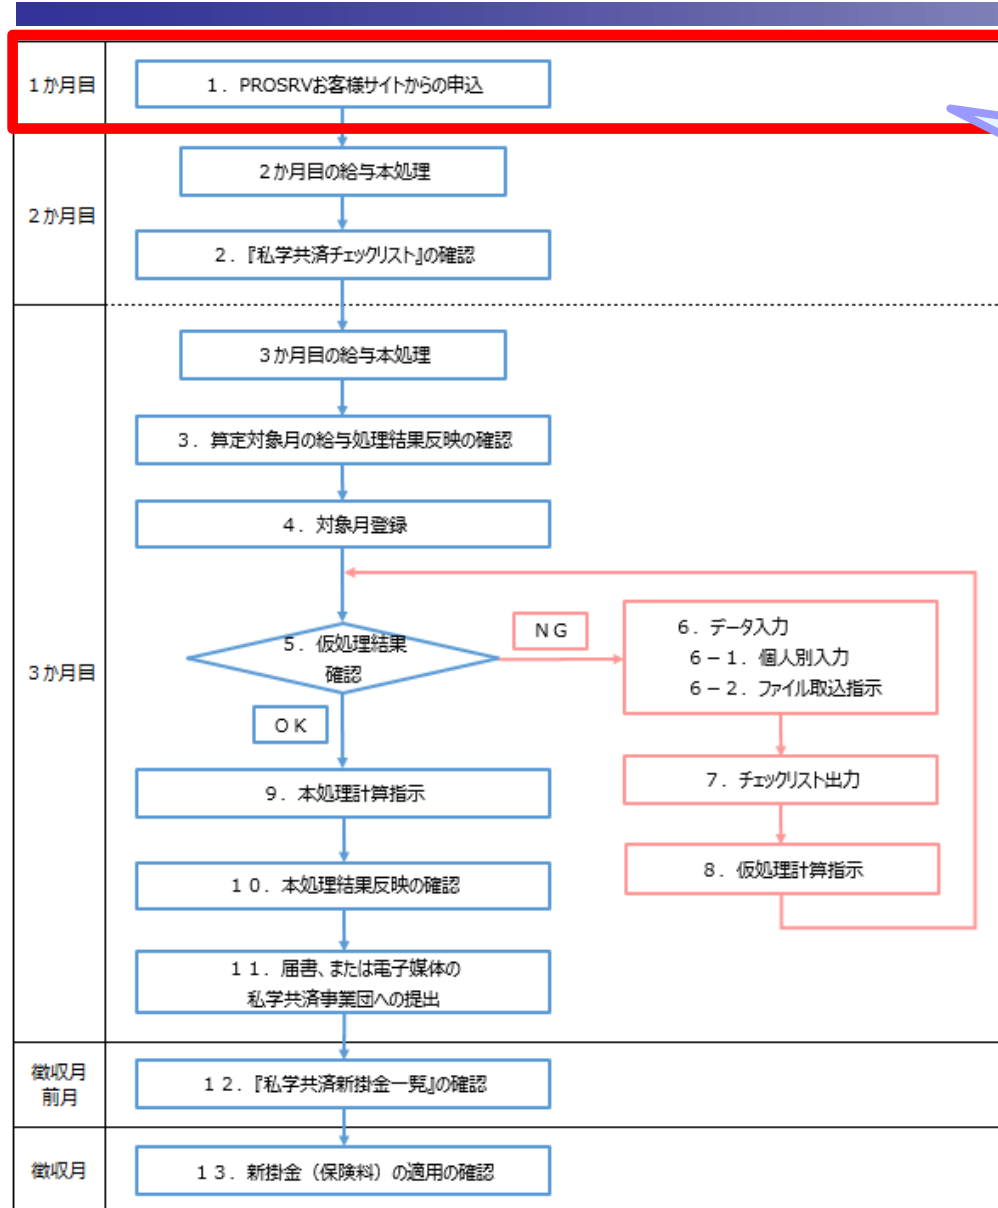 1か月目
1．PROSRVお客様サイトからの申込
2か月目
2か月目の給与本処理
2．『私学共済チェックリスト』の確認
3か月目
3か月目の給与本処理
3．算定対象月の給与処理結果反映の確認
4．対象月登録
5．仮処理結果
確認
NG
OK
6．データ入力
6－1．個人別入力
6－2．ファイル取込指示
7．チェックリスト出力
8．仮処理計算指示
9．本処理計算指示
10．本処理結果反映の確認
11．届書、または電子媒体の
私学共済事業団への提出
徴収月
前月
12．『私学共済新掛金一覧』の確認
徴収月
13．新掛金（保険料）の適用の確認